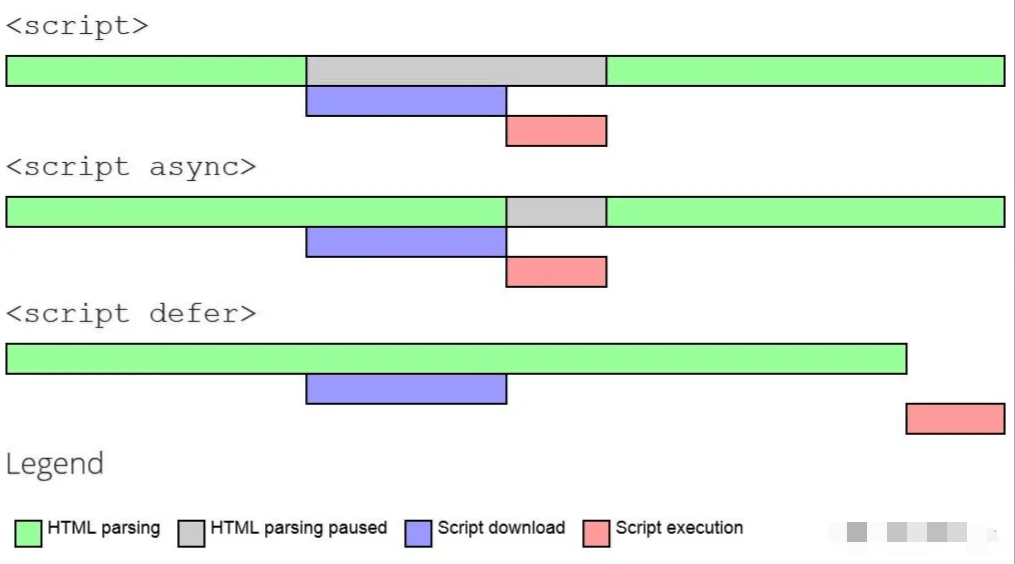 <script>
<script async>
<script defer>
Legend
HTML parsing HTML parsing paused Script download Script execution